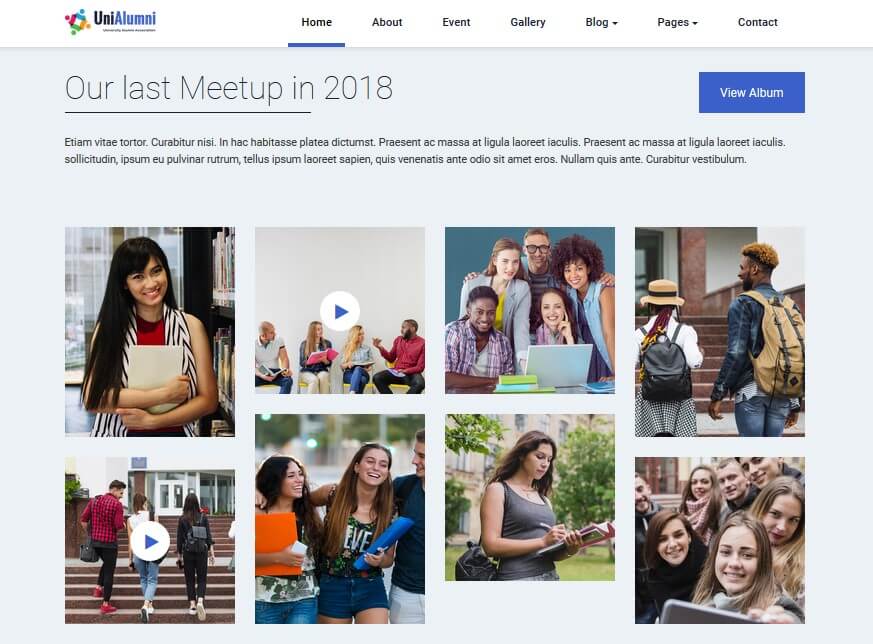 UniAlumni
University Alumni Association
Home
About
Event
Gallery
Blog
Pages
Contact
Our last Meetup in 2018
View Album
Etiam vitae tortor. Curabitur nisi. In hac habitasse platea dictumst. Praesent ac massa at ligula laoreet iaculis. Praesent ac massa at ligula laoreet iaculis.
sollicitudin, ipsum eu pulvinar rutrum, tellus ipsum laoreet sapien, quis venenatis ante odio sit amet eros. Nullam quis ante. Curabitur vestibulum.